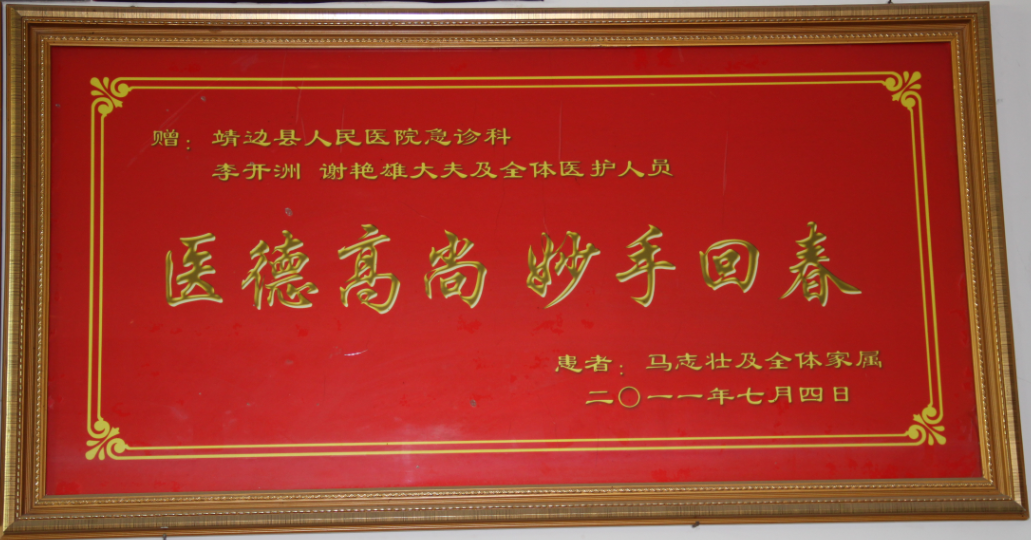 赠：靖边县人民医院急诊科
李开洲 谢艳雄大夫及全体医护人员
医德高尚 妙手回春
患者：马志壮及全体家属
二〇一一年七月四日